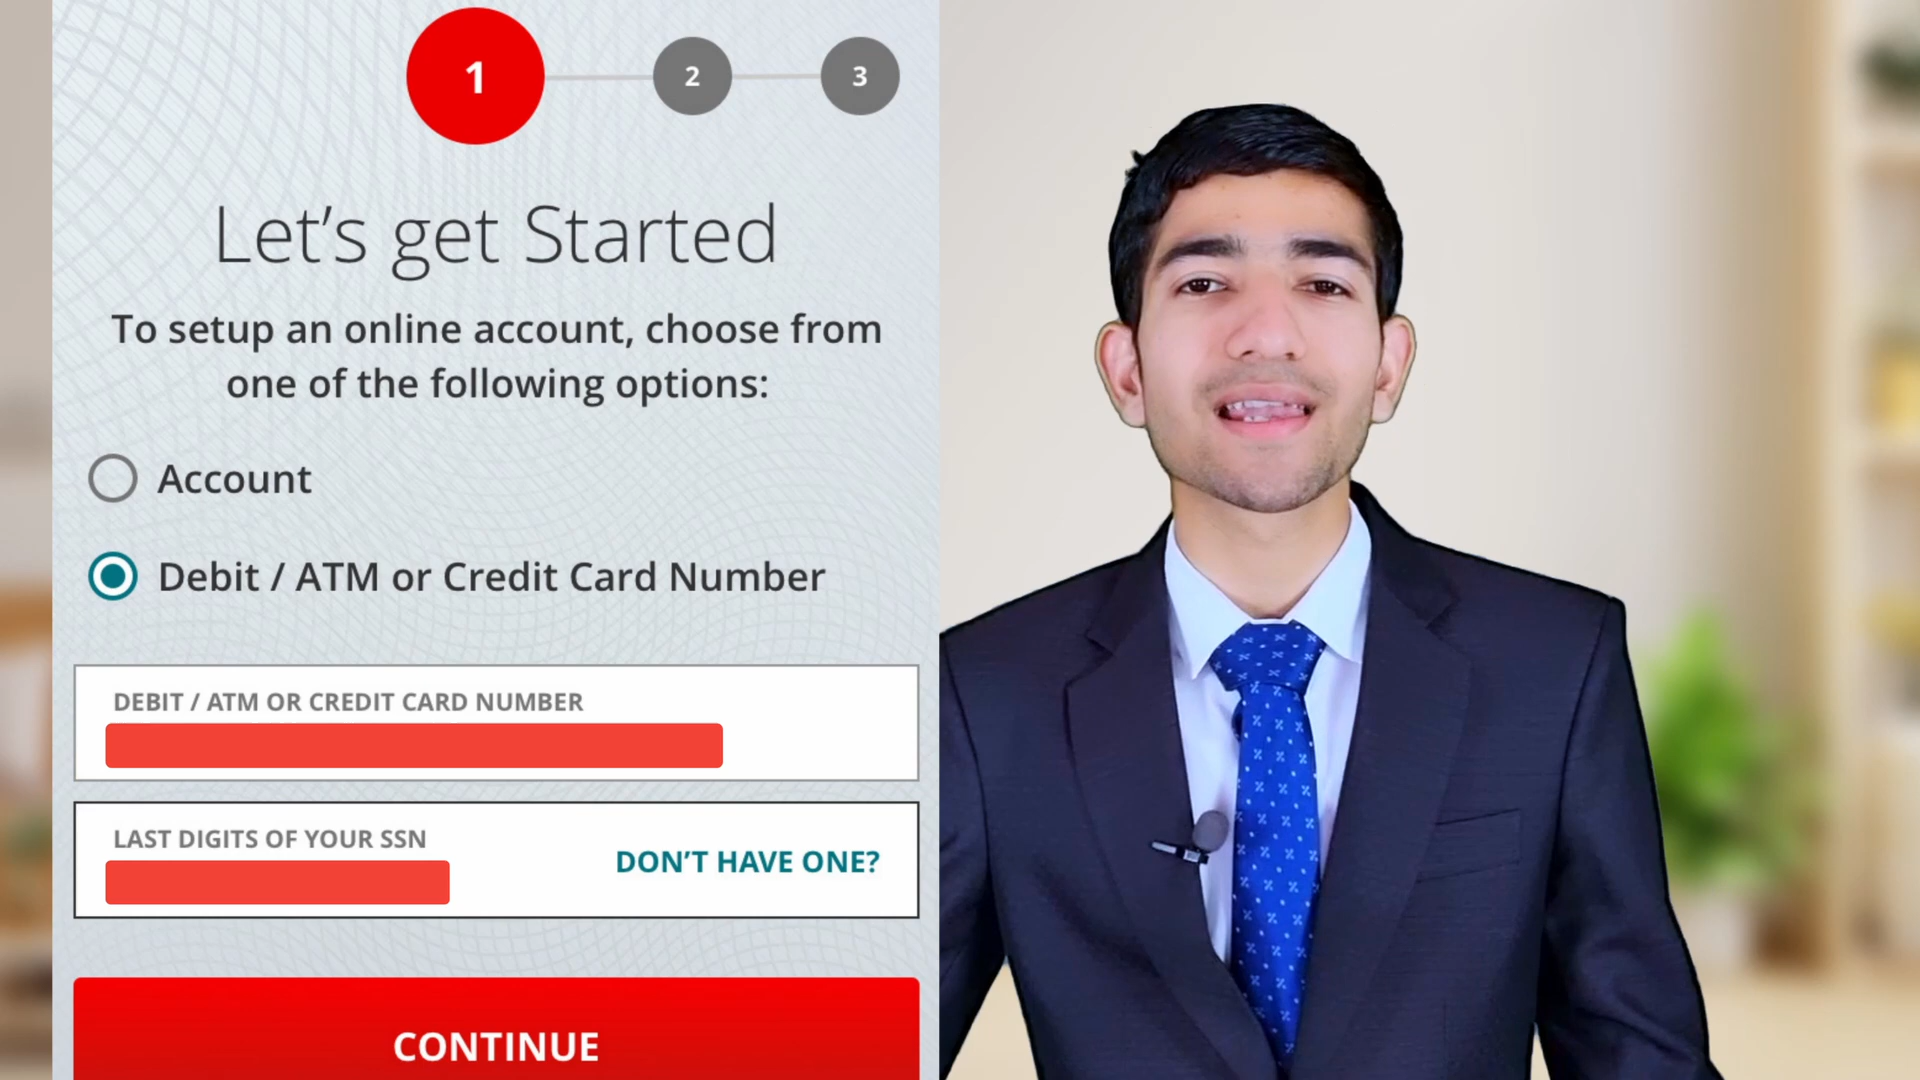 1
2
3
Let's get Started
To setup an online account, choose from
one of the following options:
Account
Debit / ATM or Credit Card Number
DEBIT / ATM OR CREDIT CARD NUMBER
LAST DIGITS OF YOUR SSN
DON'T HAVE ONE?
CONTINUE